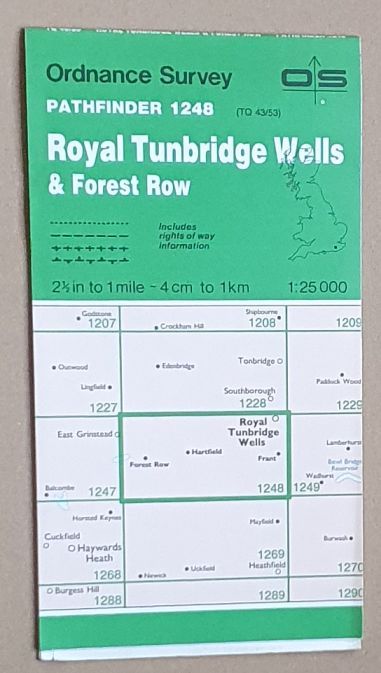 Ordnance Survey
OS
PATHFINDER 1248 (TQ 43/53)
Royal Tunbridge Wells
& Forest Row
Includes
rights of way
information
2½ in to 1 mile ~ 4 cm to 1 km 1:25 000
Godstone
1207
Crockham Hill
Shipbourne
1208
1209
Outwood
Edenbridge
Tonbridge
Lingfield
Paddock Wood
Southborough
1227
1228
1229
East Grinstead
Royal
Tunbridge
Wells
Lamberhurst
Forest Row
Hartfield
Frant
Bewl Bridge
Reservoir
Wadhurst
Balcombe
1247
1248
1249
Horsted Keynes
Mayfield
Cuckfield
Haywards
Heath
Burwash
1269
1268
Newick
Uckfield
Heathfield
1270
Burgess Hill
1288
1289
1290